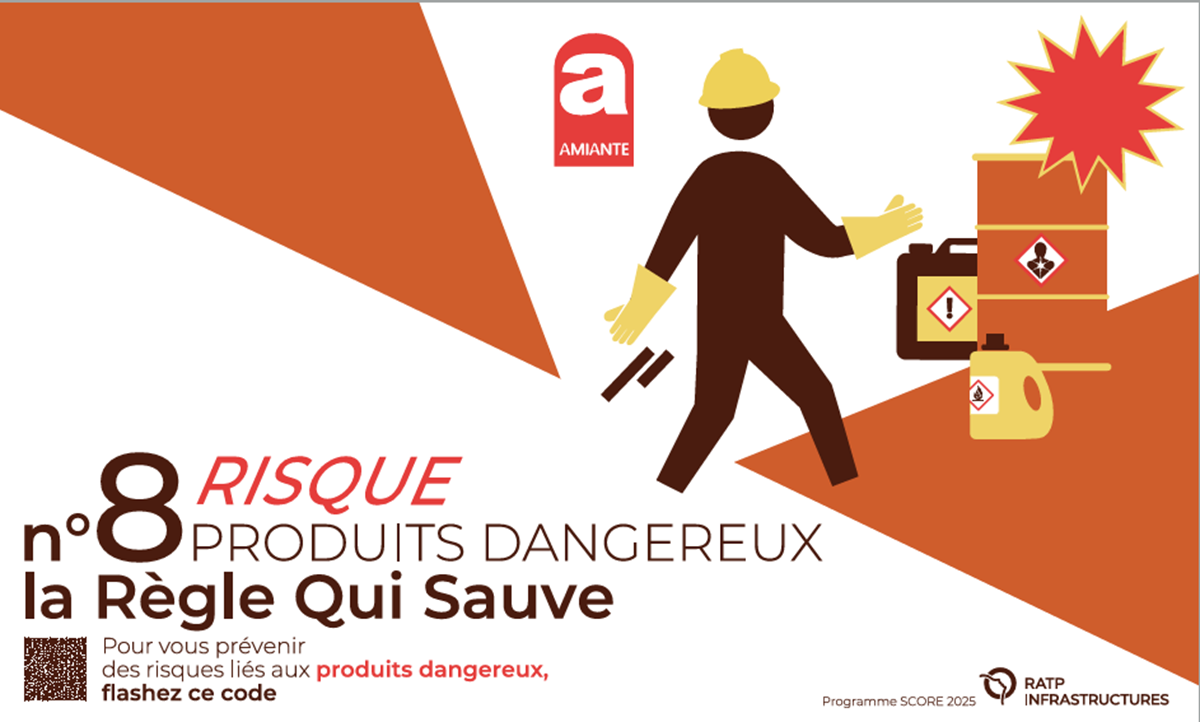 a
AMIANTE
!
n°8 RISQUE
PRODUITS DANGEREUX
la Règle Qui Sauve
Pour vous prévenir
des risques liés aux produits dangereux,
flashez ce code
Programme SCORE 2025
RATP
INFRASTRUCTURES